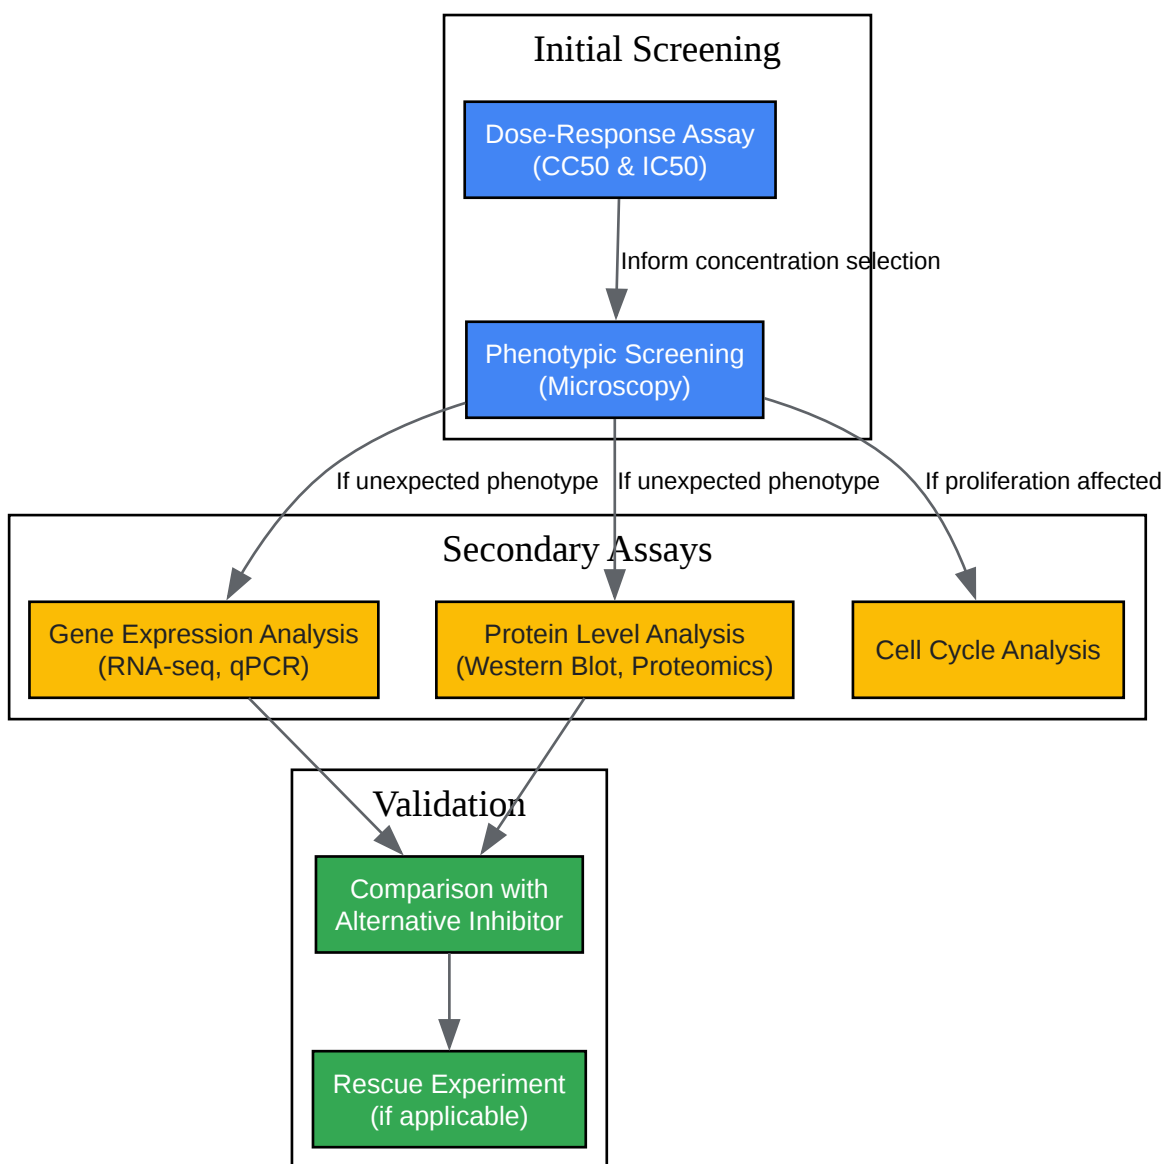 Initial Screening
Dose-Response Assay
(CC50 & IC50)
Inform concentration selection
Phenotypic Screening
(Microscopy)
If unexpected phenotype
If unexpected phenotype
If proliferation affected
Secondary Assays
Gene Expression Analysis
(RNA-seq, qPCR)
Protein Level Analysis
(Western Blot, Proteomics)
Cell Cycle Analysis
Validation
Comparison with
Alternative Inhibitor
Rescue Experiment
(if applicable)